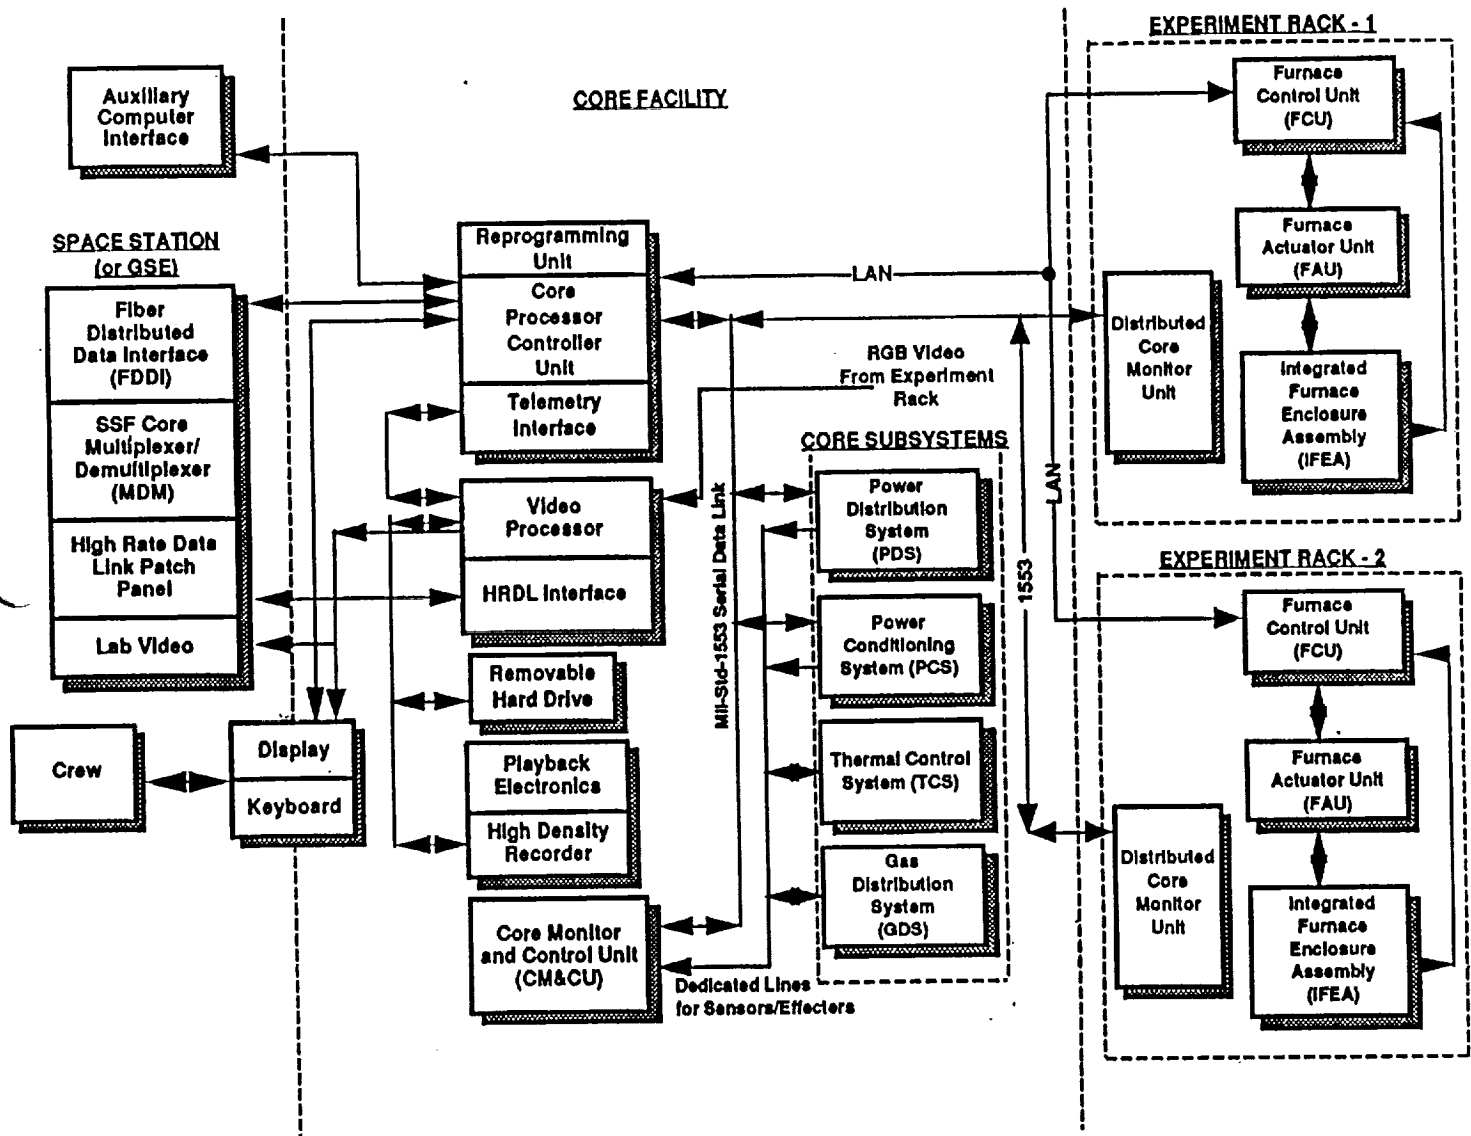 Auxiliary
Computer
Interface
SPACE STATION
(or GSE)
Fiber
Distributed
Data Interface
(FDDI)
SSF Core
Multiplexer/
Demultiplexer
(MDM)
High Rate Data
Link Patch
Panel
Lab Video
Crew
Display
Keyboard
CORE FACILITY
Reprogramming
Unit
Core
Processor
Controller
Unit
Telemetry
Interface
Video
Processor
HRDL Interface
Removable
Hard Drive
Playback
Electronics
High Density
Recorder
Core Monitor
and Control Unit
(CM&CU)
LAN
RGB Video
From Experiment
Rack
Mil-Std-1553 Serial Data Link
CORE SUBSYSTEMS
Power
Distribution
System
(PDS)
Power
Conditioning
System (PCS)
Thermal Control
System (TCS)
Gas
Distribution
System
(GDS)
Dedicated Lines
for Sensors/Effecters
1553
LAN
EXPERIMENT RACK - 1
Furnace
Control Unit
(FCU)
Furnace
Actuator Unit
(FAU)
Distributed
Core
Monitor
Unit
Integrated
Furnace
Enclosure
Assembly
(IFEA)
EXPERIMENT RACK - 2
Furnace
Control Unit
(FCU)
Furnace
Actuator Unit
(FAU)
Distributed
Core
Monitor
Unit
Integrated
Furnace
Enclosure
Assembly
(IFEA)